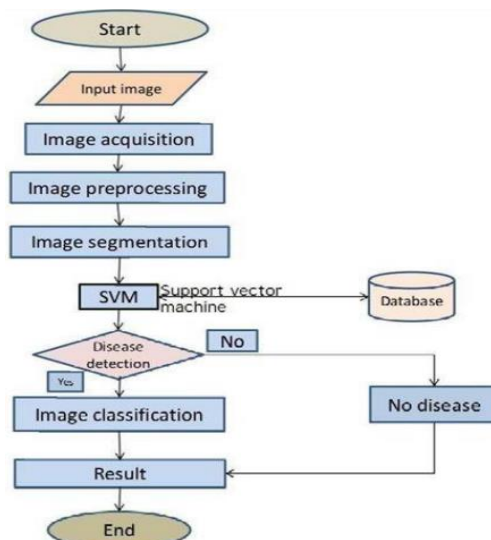 Start
Input image
Image acquisition
Image preprocessing
Image segmentation
SVM
Support vector
machine
Database
Disease
detection
No
Yes
Image classification
No disease
Result
End